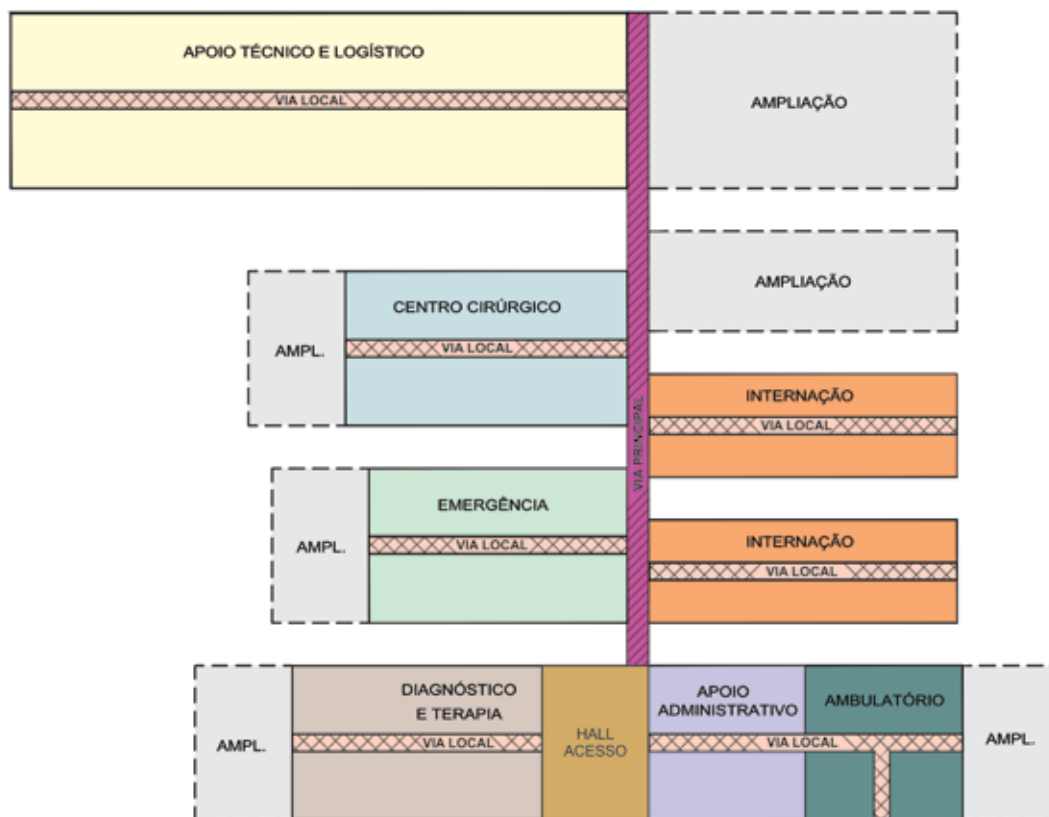 APOIO TÉCNICO E LOGÍSTICO
VIA LOCAL
AMPLIAÇÃO
AMPLIAÇÃO
CENTRO CIRÚRGICO
VIA LOCAL
AMPL.
VIA PRINCIPAL
INTERNAÇÃO
VIA LOCAL
EMERGÊNCIA
VIA LOCAL
AMPL.
INTERNAÇÃO
VIA LOCAL
DIAGNÓSTICO
E TERAPIA
VIA LOCAL
AMPL.
HALL
ACESSO
APOIO
ADMINISTRATIVO
AMBULATÓRIO
VIA LOCAL
AMPL.